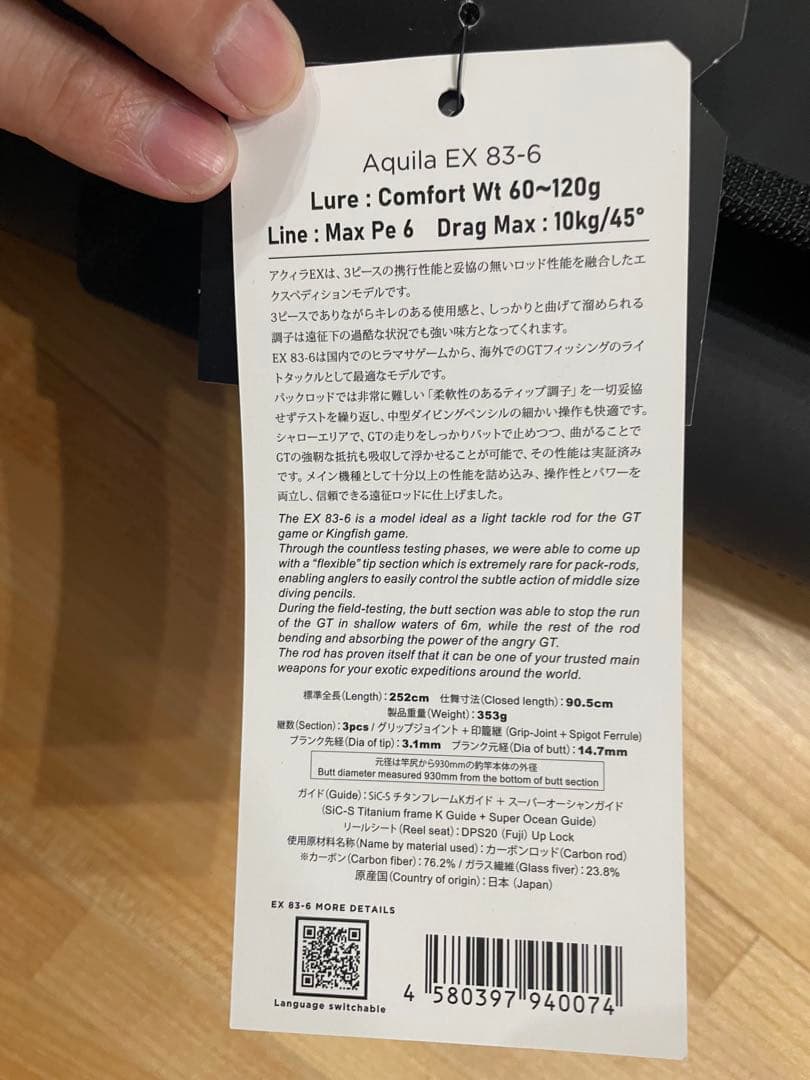 Aquila EX 83-6
Lure : Comfort Wt 60~120g
Line : Max Pe 6 Drag Max : 10kg/45°
アクィラEXは、3ピースの携行性能と妥協の無いロッド性能を融合したエ
クスペディションモデルです。
3ピースでありながらキレのある使用感と、しっかりと曲げて溜められる
調子は遠征下の過酷な状況でも強い味方となってくれます。
EX 83-6は国内でのヒラマサゲームから、海外でのGTフィッシングのライ
トタックルとして最適なモデルです。
パックロッドでは非常に難しい「柔軟性のあるティップ調子」を一切妥協
せずテストを繰り返し、中型ダイビングペンシルの細かい操作も快適です。
シャローエリアで、GTの走りをしっかりバットで止めつつ、曲がることで
GTの強靭な抵抗も吸収して浮かせることが可能で、その性能は実証済み
です。メイン機種として十分以上の性能を詰め込み、操作性とパワーを
両立し、信頼できる遠征ロッドに仕上げました。
The EX 83-6 is a model ideal as a light tackle rod for the GT
game or Kingfish game.
Through the countless testing phases, we were able to come up
with a “flexible” tip section which is extremely rare for pack-rods,
enabling anglers to easily control the subtle action of middle size
diving pencils.
During the field-testing, the butt section was able to stop the run
of the GT in shallow waters of 6m, while the rest of the rod
bending and absorbing the power of the angry GT.
The rod has proven itself that it can be one of your trusted main
weapons for your exotic expeditions around the world.
標準全長(Length) : 252cm 仕舞寸法(Closed length) : 90.5cm
製品重量(Weight) : 353g
継数(Section) : 3pcs / グリップジョイント + 印籠継 (Grip-Joint + Spigot Ferrule)
ブランク先径(Dia of tip) : 3.1mm ブランク元径(Dia of butt) : 14.7mm
元径は竿尻から930mmの釣竿本体の外径
Butt diameter measured 930mm from the bottom of butt section
ガイド(Guide) : SiC-S チタンフレームKガイド + スーパーオーシャンガイド
(SiC-S Titanium frame K Guide + Super Ocean Guide)
リールシート(Reel seat) : DPS20 (Fuji) Up Lock
使用原材料名称(Name by material used) : カーボンロッド(Carbon rod)
※カーボン(Carbon fiber) : 76.2% / ガラス繊維(Glass fiver) : 23.8%
原産国(Country of origin) : 日本 (Japan)
EX 83-6 MORE DETAILS
Language switchable
4 580397 940074